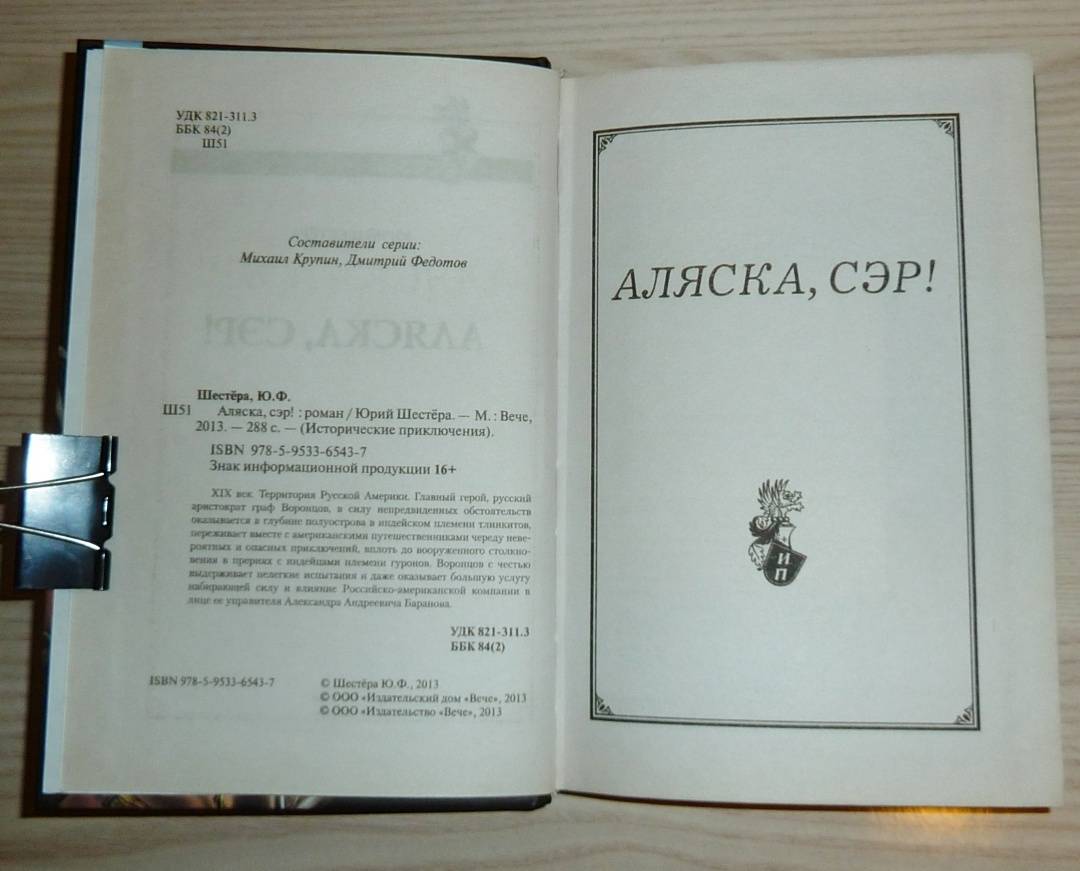 УДК 821-311.3
ББК 84(2)
Ш51
Составители серии:
Михаил Крупин, Дмитрий Федотов
Шестёра, Ю.Ф.
Ш51 Аляска, сэр! : роман / Юрий Шестёра. — М. : Вече,
2013. — 288 с. — (Исторические приключения).
ISBN 978-5-9533-6543-7
Знак информационной продукции 16+
XIX век. Территория Русской Америки. Главный герой, русский
аристократ граф Воронцов, в силу непредвиденных обстоятельств
оказывается в глубине полуострова в индейском племени тлинкитов,
переживает вместе с американскими путешественниками череду неве-
роятных и опасных приключений, вплоть до вооруженного столкно-
вения в прериях с индейцами племени гуронов. Воронцов с честью
выдерживает нелегкие испытания и даже оказывает большую услугу
набирающей силу и влияние Российско-американской компании в
лице ее управителя Александра Андреевича Баранова.
УДК 821-311.3
ББК 84(2)
ISBN 978-5-9533-6543-7
© Шестёра Ю.Ф., 2013
© ООО «Издательский дом «Вече», 2013
© ООО «Издательство «Вече», 2013
АЛЯСКА, СЭР!
И
П